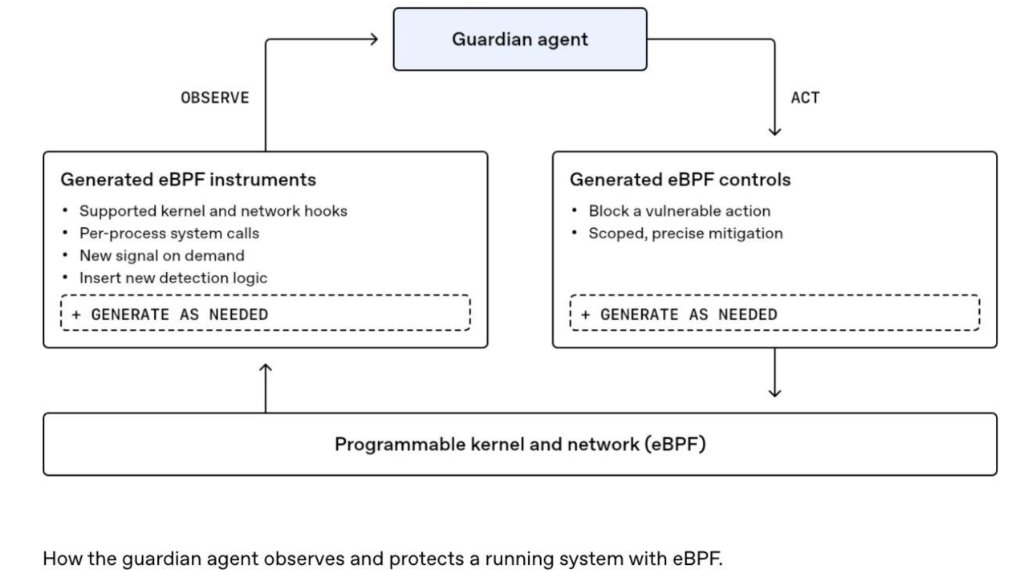 Guardian agent
OBSERVE
ACT
Generated eBPF instruments
• Supported kernel and network hooks
• Per-process system calls
• New signal on demand
• Insert new detection logic
+ GENERATE AS NEEDED
Generated eBPF controls
• Block a vulnerable action
• Scoped, precise mitigation
+ GENERATE AS NEEDED
Programmable kernel and network (eBPF)
How the guardian agent observes and protects a running system with eBPF.